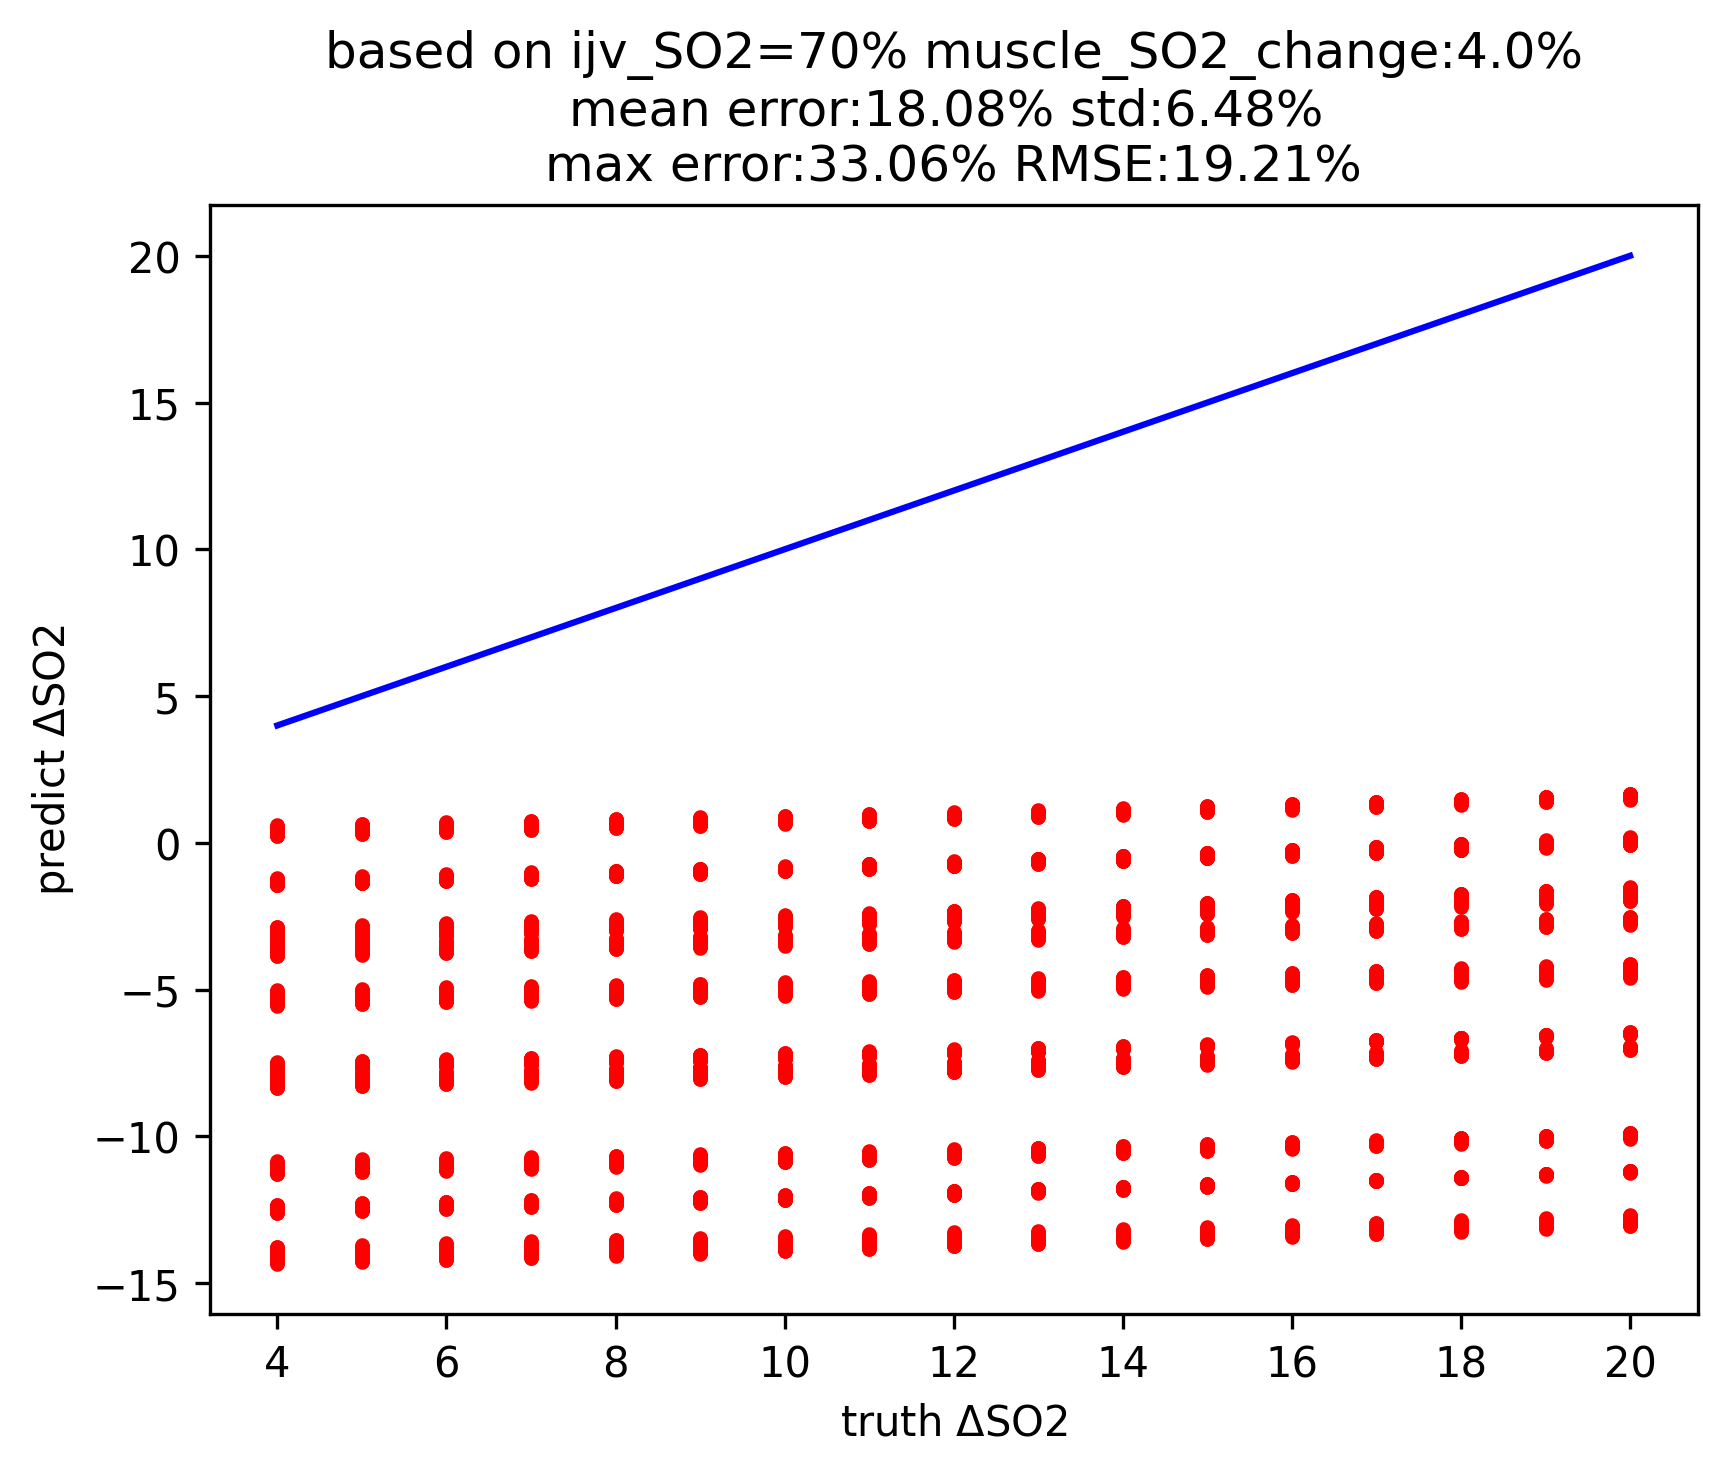 based on ijv_SO2=70% muscle_SO2_change:4.0%
mean error:18.08% std:6.48%
max error:33.06% RMSE:19.21%
20
15
10
5
0
−5
−10
−15
predict ΔSO2
4 6 8 10 12 14 16 18 20
truth ΔSO2